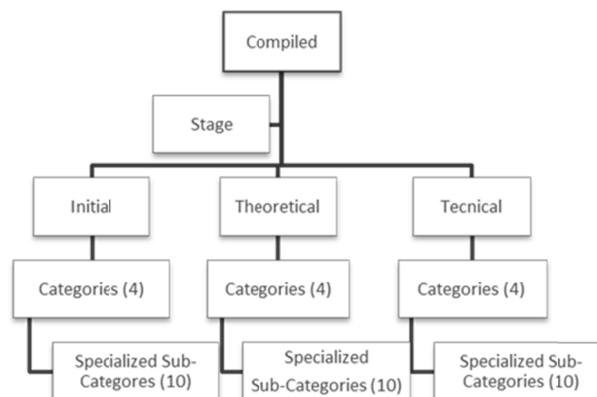 Compiled
Stage
Initial
Theoretical
Tecnical
Categories (4)
Categories (4)
Categories (4)
Specialized Sub-
Categores (10)
Specialized
Sub-Categories (10)
Specialized Sub-
Categories (10)